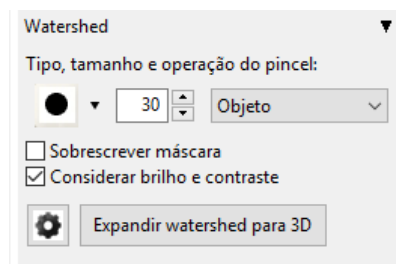 Watershed
Tipo, tamanho e operação do pincel:
30 Objeto
Sobrescrever máscara
Considerar brilho e contraste
Expandir watershed para 3D